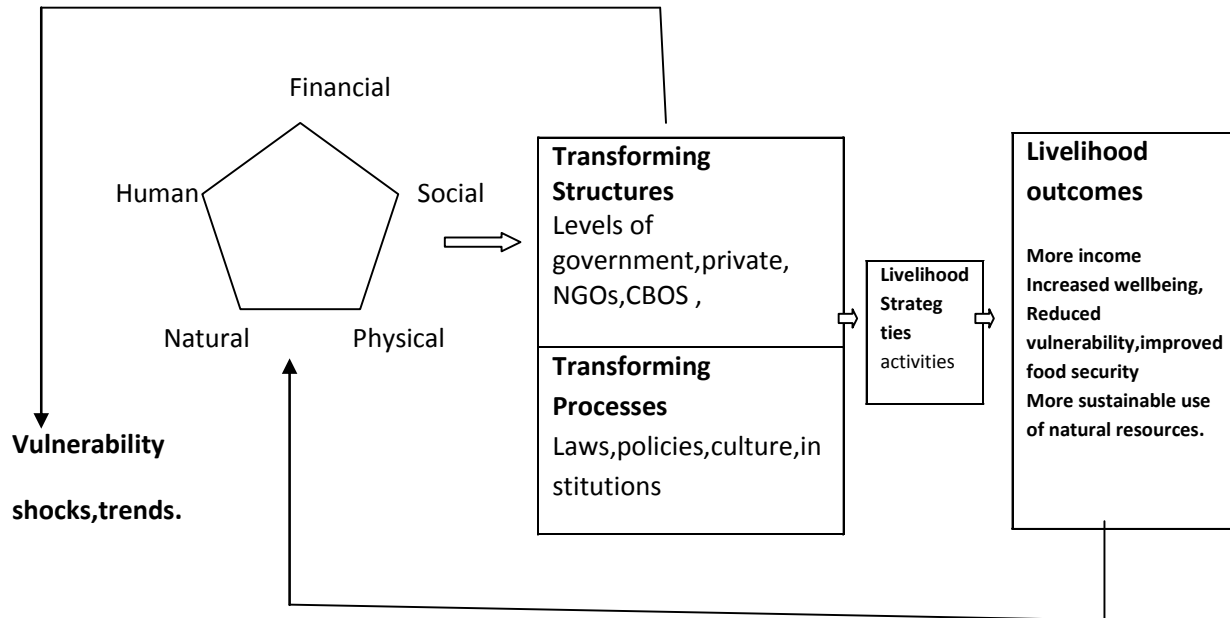 Financial
Human
Social
Natural
Physical
Vulnerability
shocks,trends.
Transforming
Structures
Levels of
government,private,
NGOs,CBOS ,
Transforming
Processes
Laws,policies,culture,in
stitutions
Livelihood
Strateg
ties
activities
Livelihood
outcomes
More income
Increased wellbeing,
Reduced
vulnerability,improved
food security
More sustainable use
of natural resources.